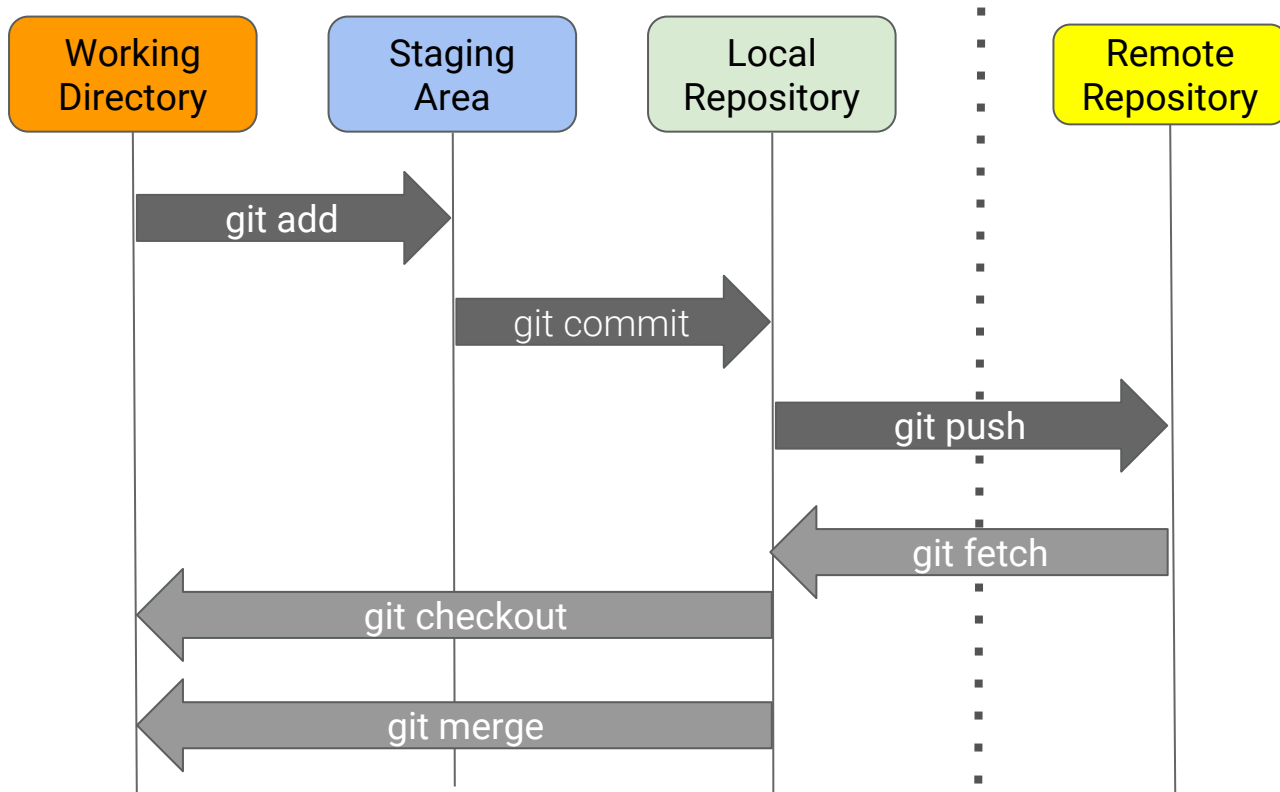 Working
Directory
Staging
Area
Local
Repository
Remote
Repository
git add
git commit
git push
git fetch
git checkout
git merge